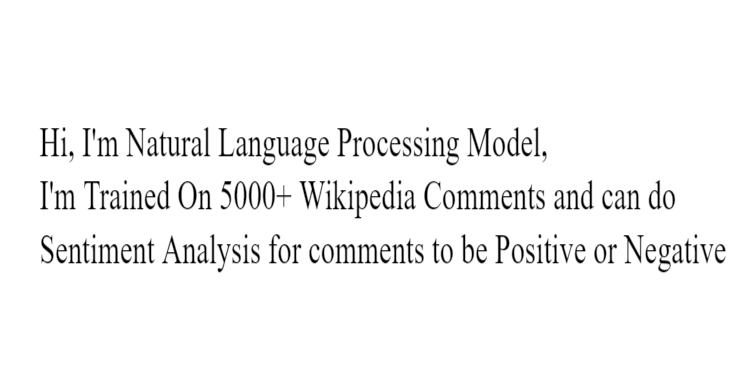 Hi, I'm Natural Language Processing Model,
I'm Trained On 5000+ Wikipedia Comments and can do
Sentiment Analysis for comments to be Positive or Negative